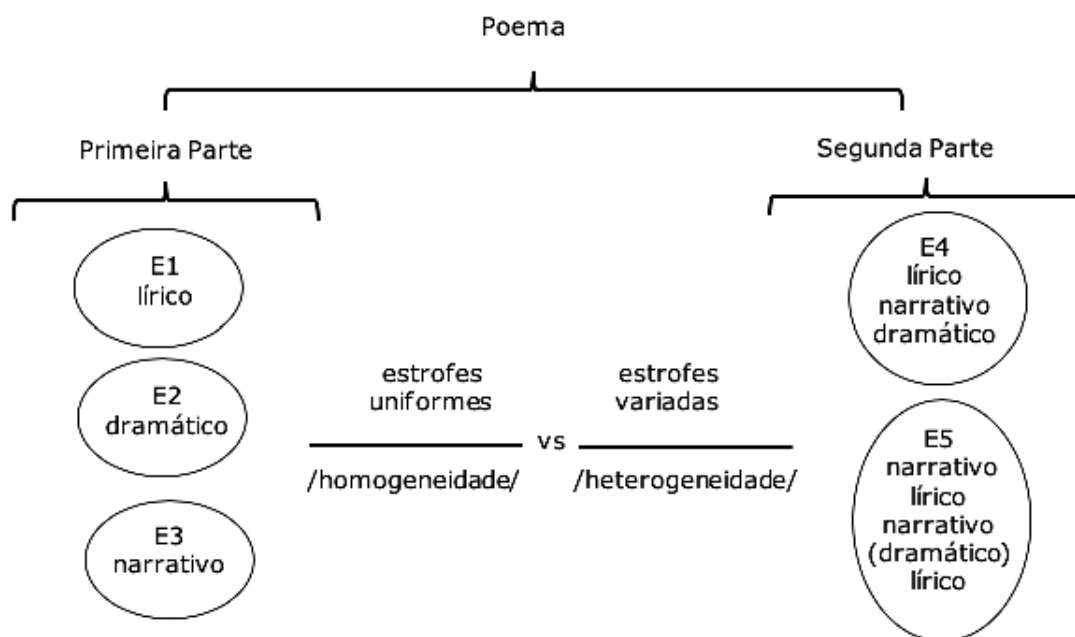 Poema
Primeira Parte
Segunda Parte
E1
lírico
E2
dramático
E3
narrativo
estrofes
uniformes
/homogeneidade/
vs
estrofes
variadas
/heterogeneidade/
E4
lírico
narrativo
dramático
E5
narrativo
lírico
narrativo
(dramático)
lírico